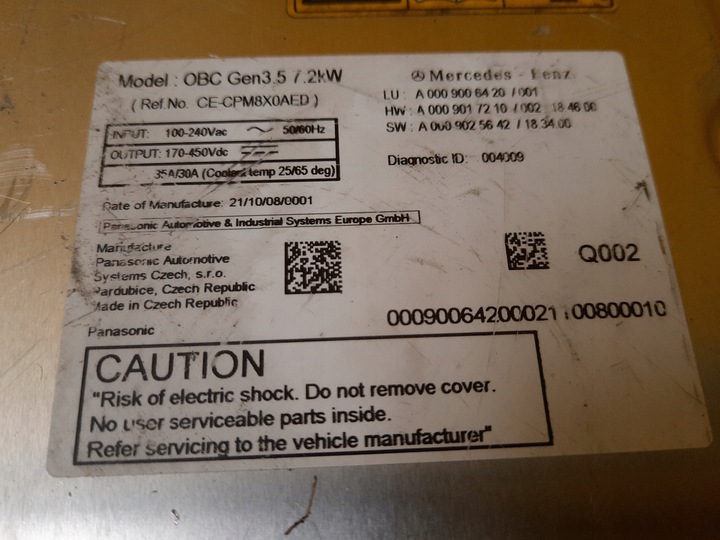 Model : OBC Gen3.5 7.2kW
( Ref.No. CE-CPM8X0AED )
INPUT: 100-240Vac ~ 50/60Hz
OUTPUT: 170-450Vdc
35A/30A (Coolant temp 25/65 deg)
Date of Manufacture: 21/10/08/0001
Panasonic Automotive & Industrial Systems Europe GmbH
Manufacture
Panasonic Automotive
Systems Czech, s.r.o.
Pardubice, Czech Republic
Made in Czech Republic
Panasonic
Mercedes - Benz
LU : A 000 900 64 20 / 001
HW : A 000 901 72 10 / 002 : 18.46.00
SW : A 000 902 56 42 / 18.34.00
Diagnostic ID: 004009
Q002
CAUTION
"Risk of electric shock. Do not remove cover.
No user serviceable parts inside.
Refer servicing to the vehicle manufacturer"